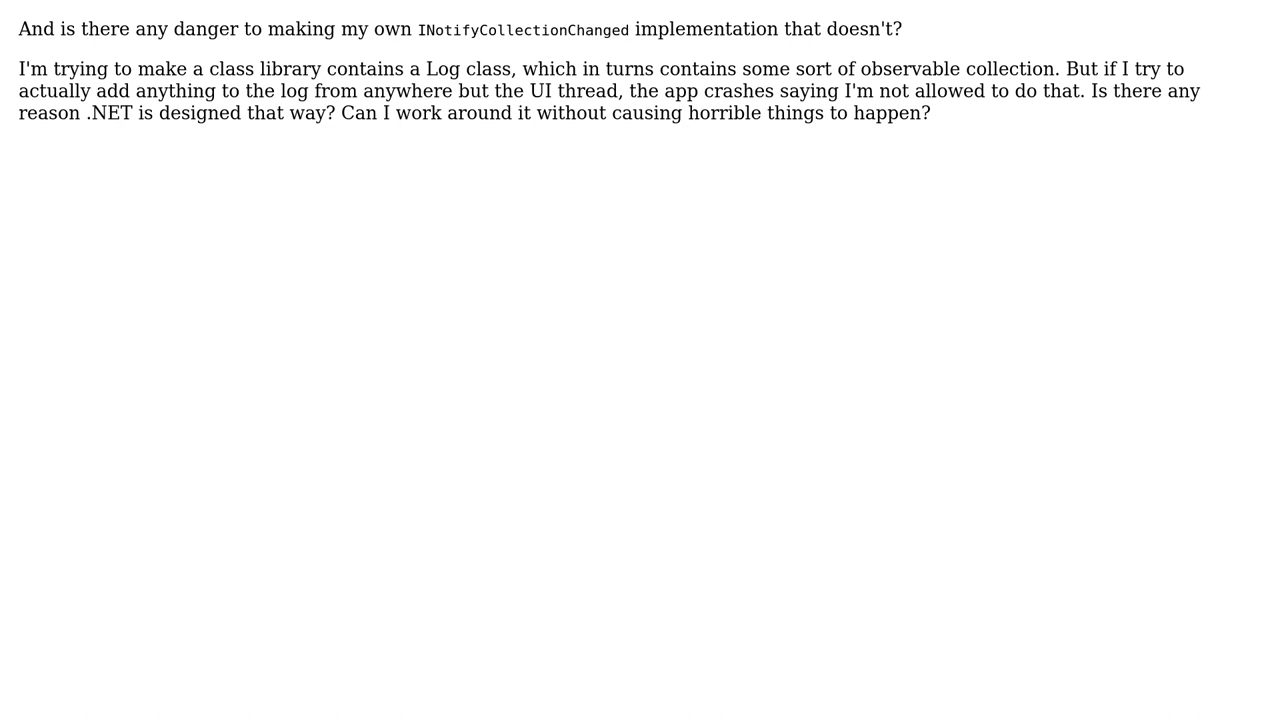 And is there any danger to making my own INotifyCollectionChanged implementation that doesn't?
I'm trying to make a class library contains a Log class, which in turns contains some sort of observable collection. But if I try to
actually add anything to the log from anywhere but the UI thread, the app crashes saying I'm not allowed to do that. Is there any
reason .NET is designed that way? Can I work around it without causing horrible things to happen?